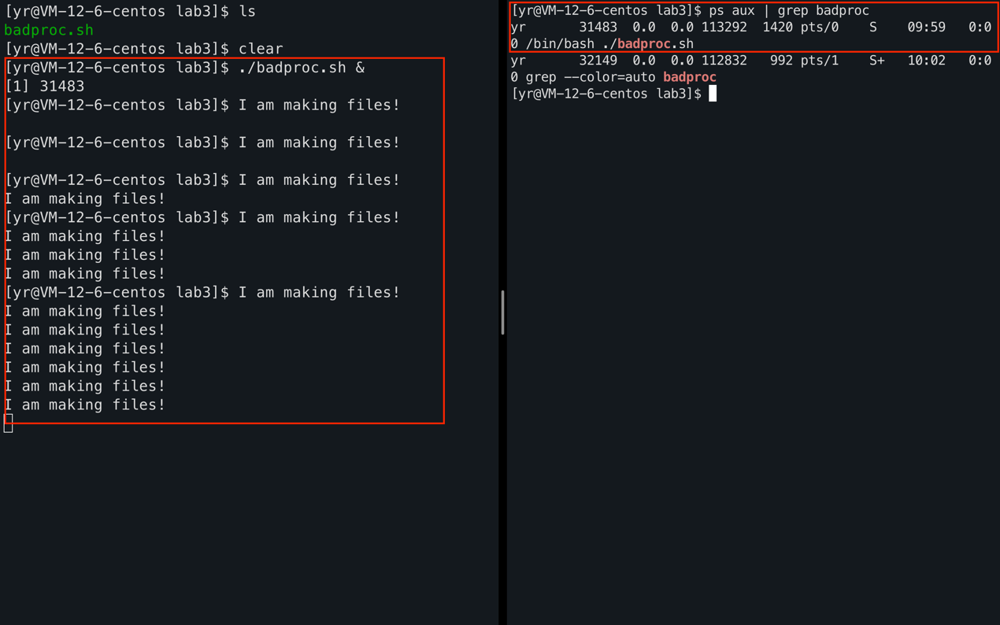 [yr@VM-12-6-centos lab3]$ ls
badproc.sh
[yr@VM-12-6-centos lab3]$ clear
[yr@VM-12-6-centos lab3]$ ./badproc.sh &
[1] 31483
[yr@VM-12-6-centos lab3]$ I am making files!
[yr@VM-12-6-centos lab3]$ I am making files!
[yr@VM-12-6-centos lab3]$ I am making files!
I am making files!
[yr@VM-12-6-centos lab3]$ I am making files!
I am making files!
I am making files!
I am making files!
[yr@VM-12-6-centos lab3]$ I am making files!
I am making files!
I am making files!
I am making files!
I am making files!
I am making files!
I am making files!
[yr@VM-12-6-centos lab3]$ ps aux | grep badproc
yr       31483  0.0  0.0 113292  1420 pts/0    S    09:59   0:0
0 /bin/bash ./badproc.sh
yr       32149  0.0  0.0 112832   992 pts/1    S+   10:02   0:0
0 grep --color=auto badproc
[yr@VM-12-6-centos lab3]$